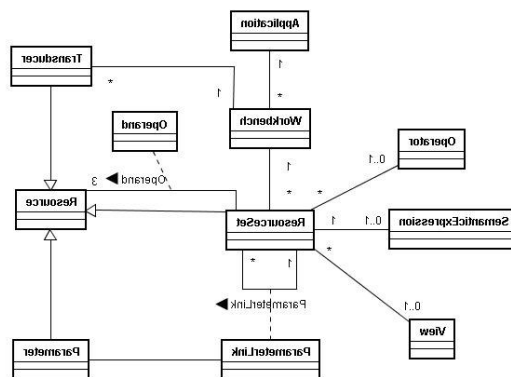 Application
Transducer
1
*
1
*
Operand
Workbench
Operator
1
0..1
Operand
3
*
*
Resource
ResourceSet
1
0..1
SemanticExpression
*
*
1
ParameterLink
0..1
View
Parameter
ParameterLink